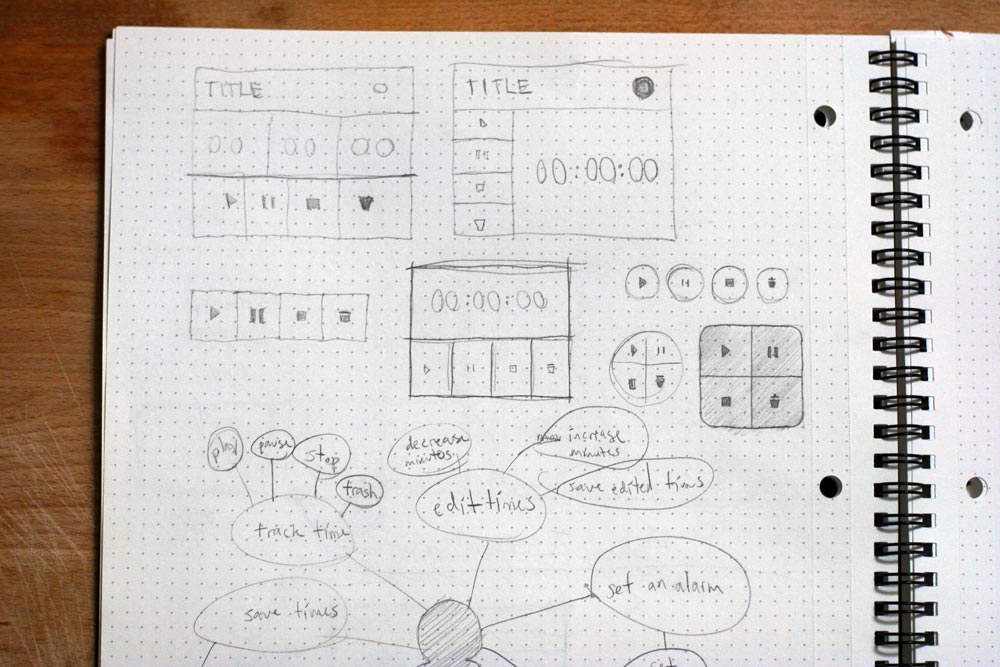 TITLE
TITLE
00 00 00
00:00:00
00:00:00
play
pause
stop
trash
track time
decrease
minutes
increase
minutes
save edited times
edit times
set an alarm
save times